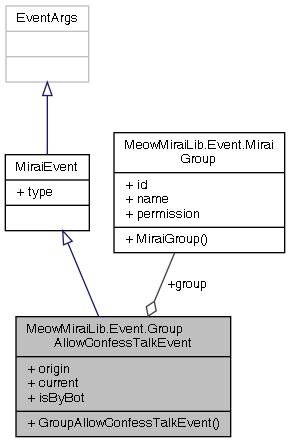 EventArgs
MiraiEvent
+ type
MeowMiraiLib.Event.Mirai
Group
+ id
+ name
+ permission
+ MiraiGroup()
+group
MeowMiraiLib.Event.Group
AllowConfessTalkEvent
+ origin
+ current
+ isByBot
+ GroupAllowConfessTalkEvent()